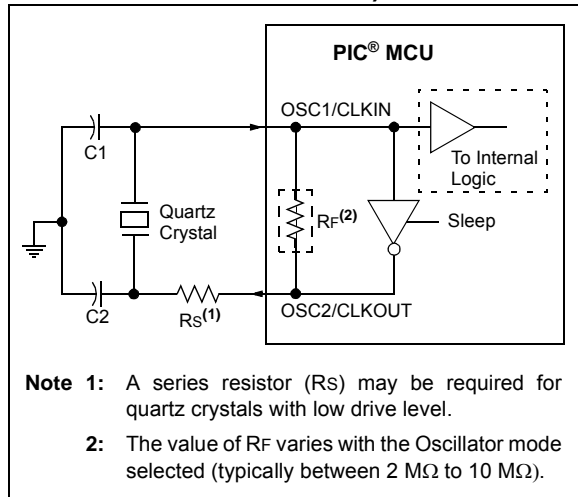 PIC® MCU
OSC1/CLKIN
C1
To Internal
Logic
Quartz
Crystal
RF(2)
Sleep
C2
RS(1)
OSC2/CLKOUT
Note 1: A series resistor (RS) may be required for
quartz crystals with low drive level.
2: The value of RF varies with the Oscillator mode
selected (typically between 2 MΩ to 10 MΩ).